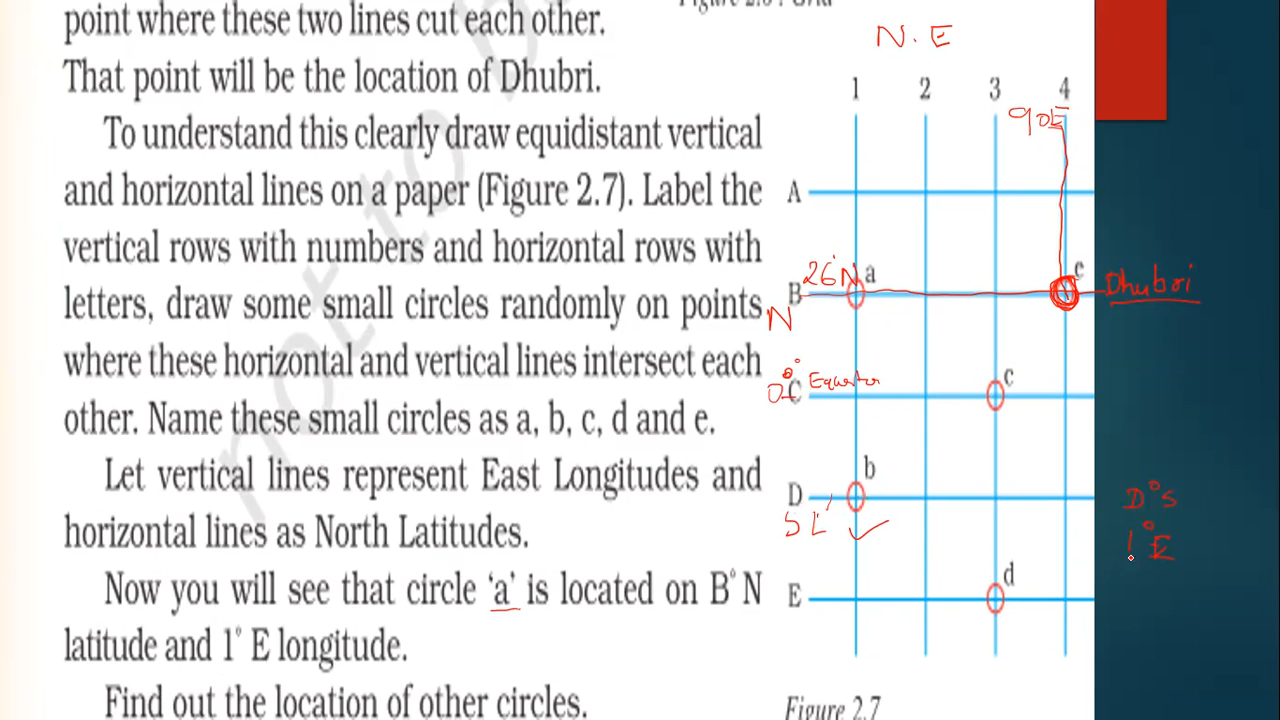 point where these two lines cut each other.
That point will be the location of Dhubri.
To understand this clearly draw equidistant vertical
and horizontal lines on a paper (Figure 2.7). Label the
vertical rows with numbers and horizontal rows with
letters, draw some small circles randomly on points
where these horizontal and vertical lines intersect each
other. Name these small circles as a, b, c, d and e.
Let vertical lines represent East Longitudes and
horizontal lines as North Latitudes.
Now you will see that circle ‘a’ is located on B° N
latitude and 1° E longitude.
Find out the location of other circles.
not to b
N.E
1 2 3 4
90E
A
26°N a e
B Dhubri
N
0° C Equator c
b
D D°S
SL'
1°E
d
E
Figure 2.7